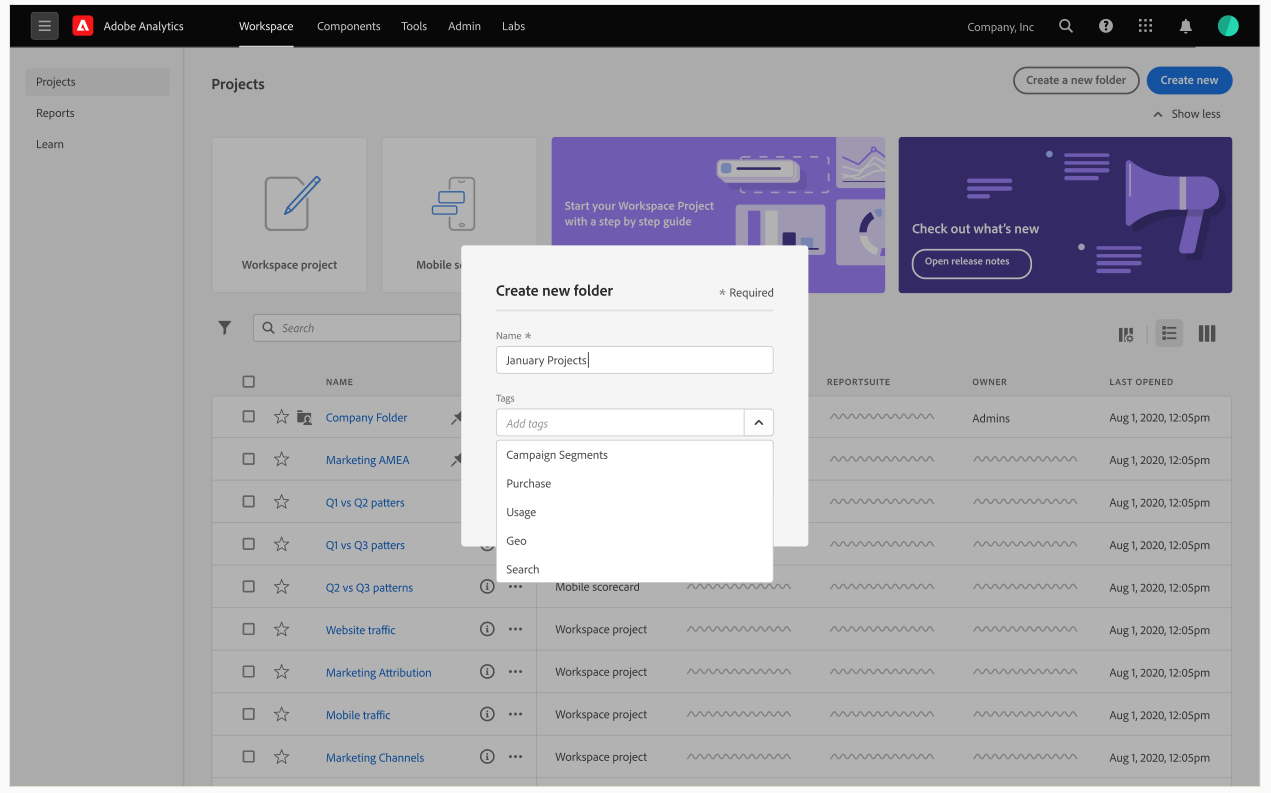 Adobe Analytics Workspace Components Tools Admin Labs Company, Inc
Projects
Reports
Learn
Projects
Create a new folder
Create new
Show less
Workspace project
Mobile sc
Start your Workspace Project
with a step by step guide
Check out what's new
Open release notes
Search
Create new folder
* Required
Name *
January Projects
Tags
Add tags
Campaign Segments
Purchase
Usage
Geo
Search
NAME REPORTSUITE OWNER LAST OPENED
Company Folder Admins Aug 1, 2020, 12:05pm
Marketing AMEA Aug 1, 2020, 12:05pm
Q1 vs Q2 patters Aug 1, 2020, 12:05pm
Q1 vs Q3 patters Aug 1, 2020, 12:05pm
Q2 vs Q3 patterns Mobile scorecard Aug 1, 2020, 12:05pm
Website traffic Workspace project Aug 1, 2020, 12:05pm
Marketing Attribution Workspace project Aug 1, 2020, 12:05pm
Mobile traffic Workspace project Aug 1, 2020, 12:05pm
Marketing Channels Workspace project Aug 1, 2020, 12:05pm